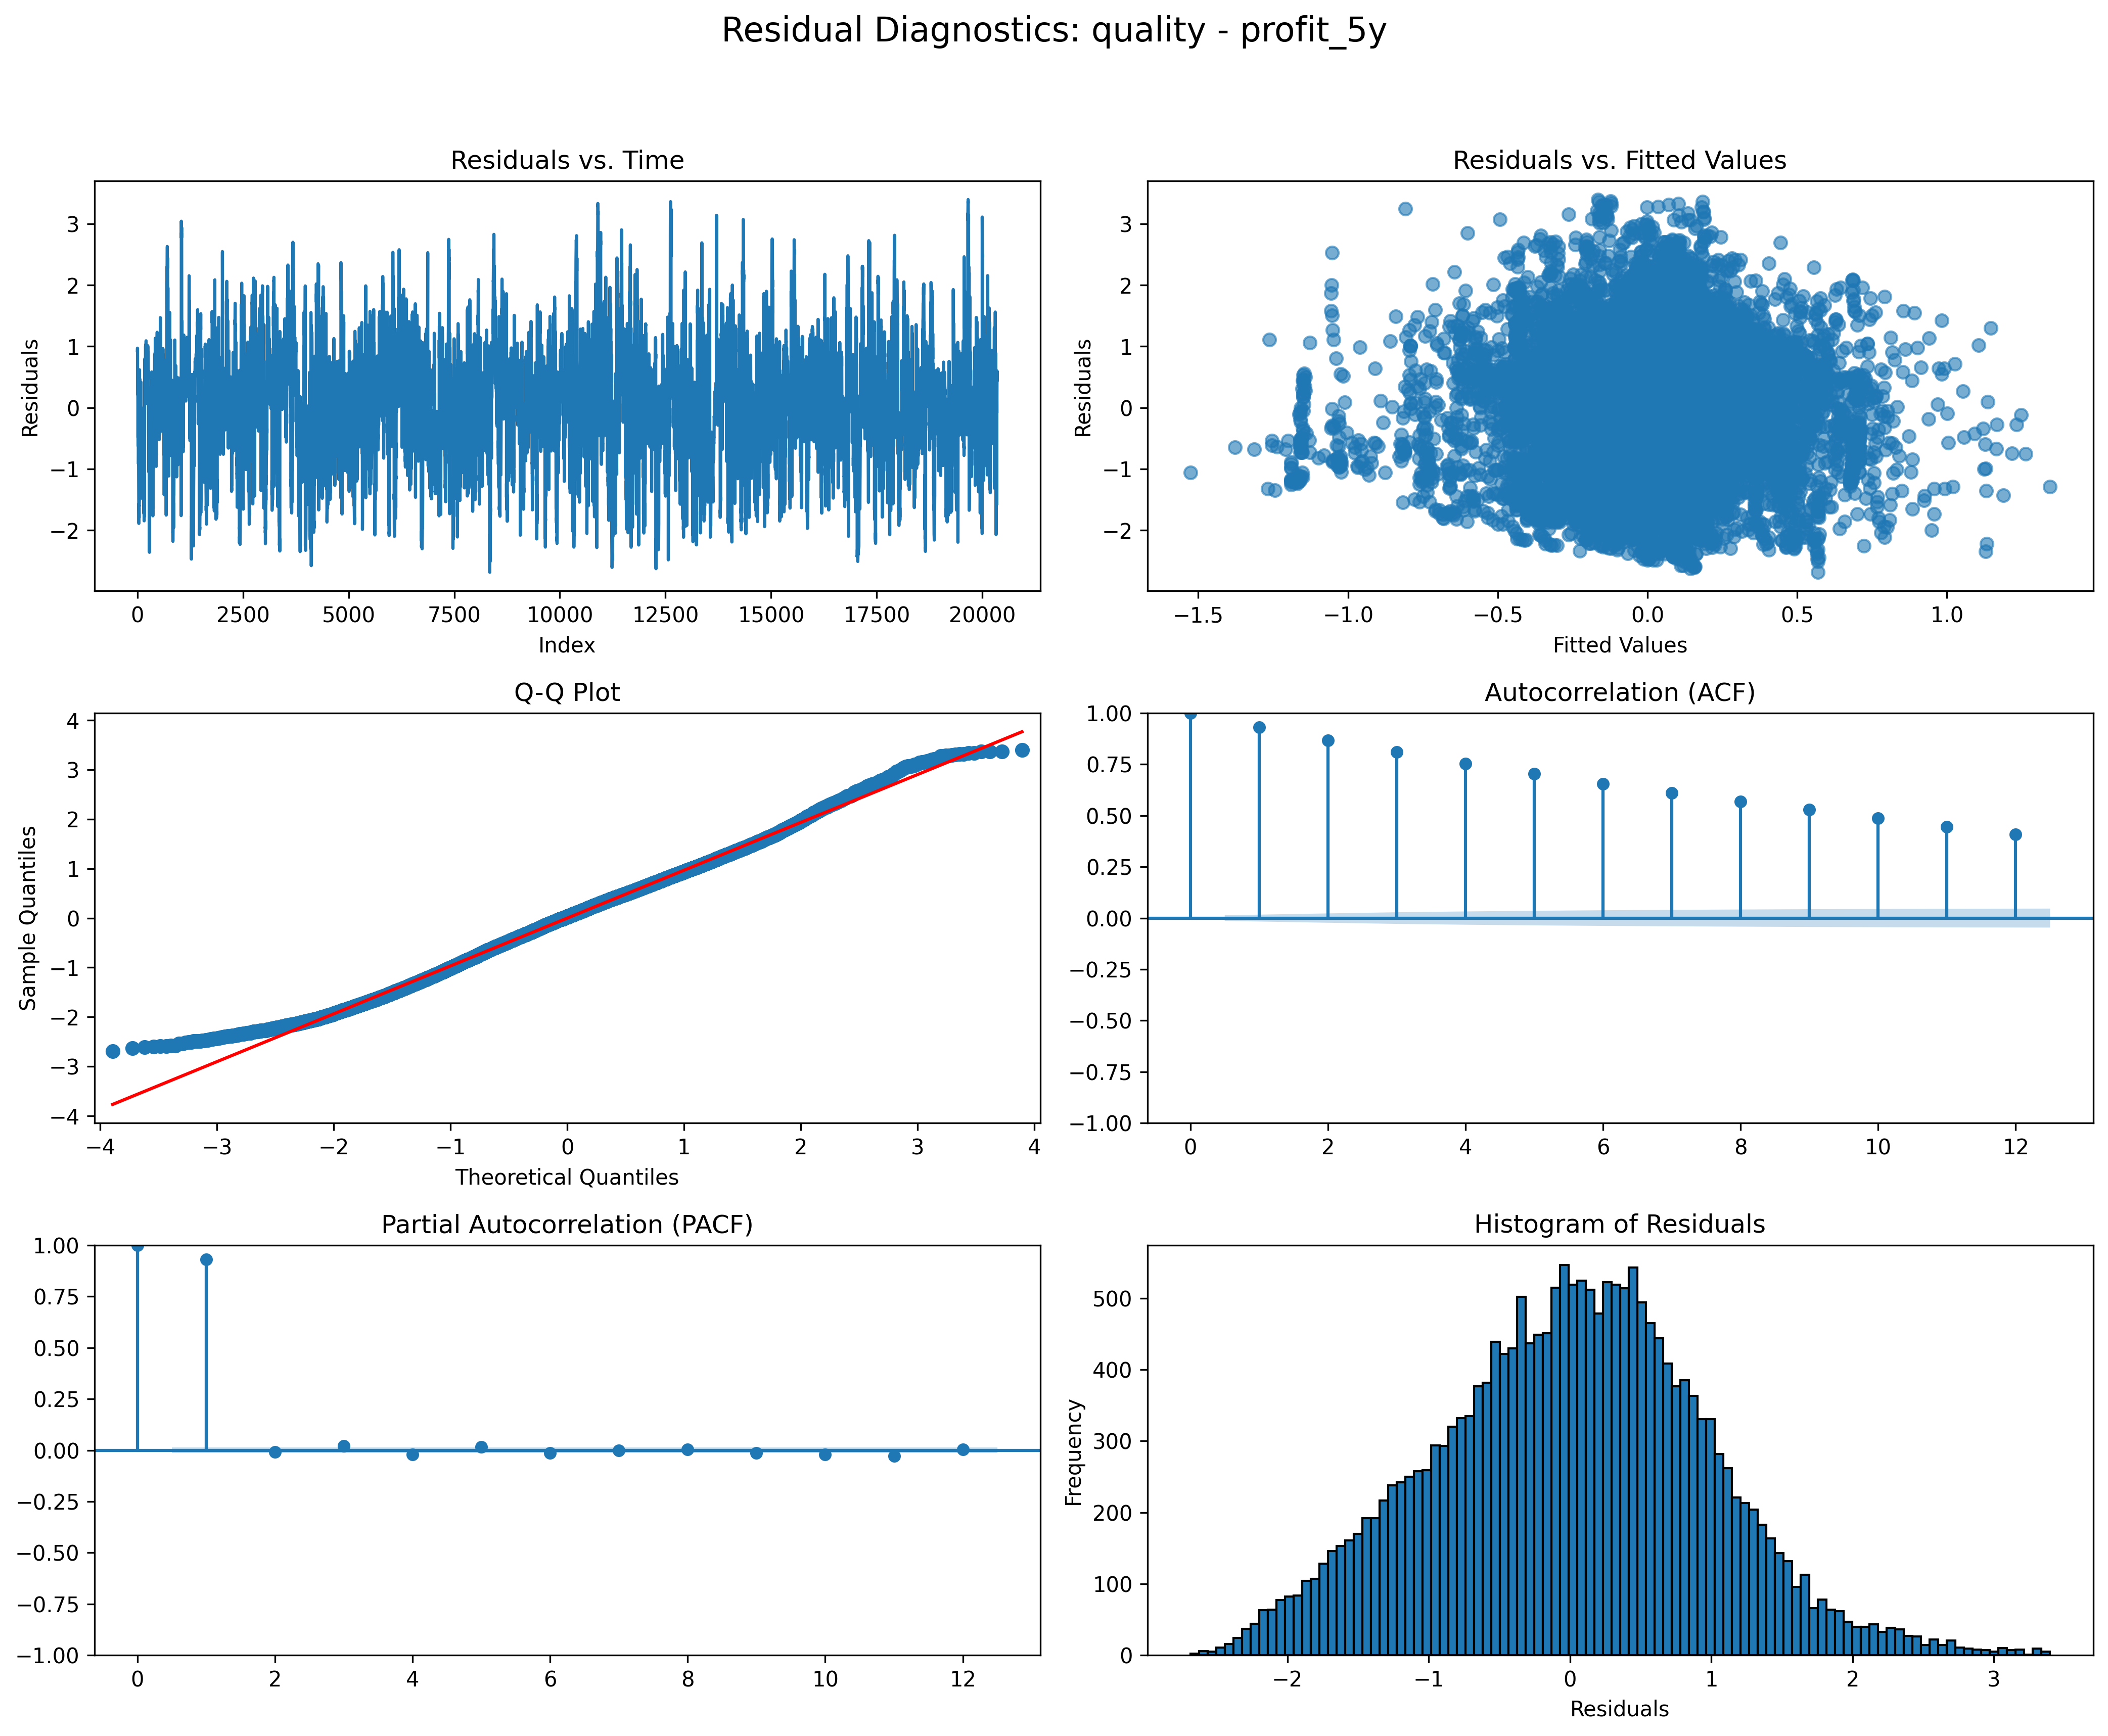 Residual Diagnostics: quality - profit_5y
Residuals vs. Time
Residuals
3
2
1
0
−1
−2
0 2500 5000 7500 10000 12500 15000 17500 20000
Index
Residuals vs. Fitted Values
Residuals
3
2
1
0
−1
−2
−1.5 −1.0 −0.5 0.0 0.5 1.0
Fitted Values
Q-Q Plot
Sample Quantiles
4
3
2
1
0
−1
−2
−3
−4
−4 −3 −2 −1 0 1 2 3 4
Theoretical Quantiles
Autocorrelation (ACF)
1.00
0.75
0.50
0.25
0.00
−0.25
−0.50
−0.75
−1.00
0 2 4 6 8 10 12
Partial Autocorrelation (PACF)
1.00
0.75
0.50
0.25
0.00
−0.25
−0.50
−0.75
−1.00
0 2 4 6 8 10 12
Histogram of Residuals
Frequency
500
400
300
200
100
0
−2 −1 0 1 2 3
Residuals